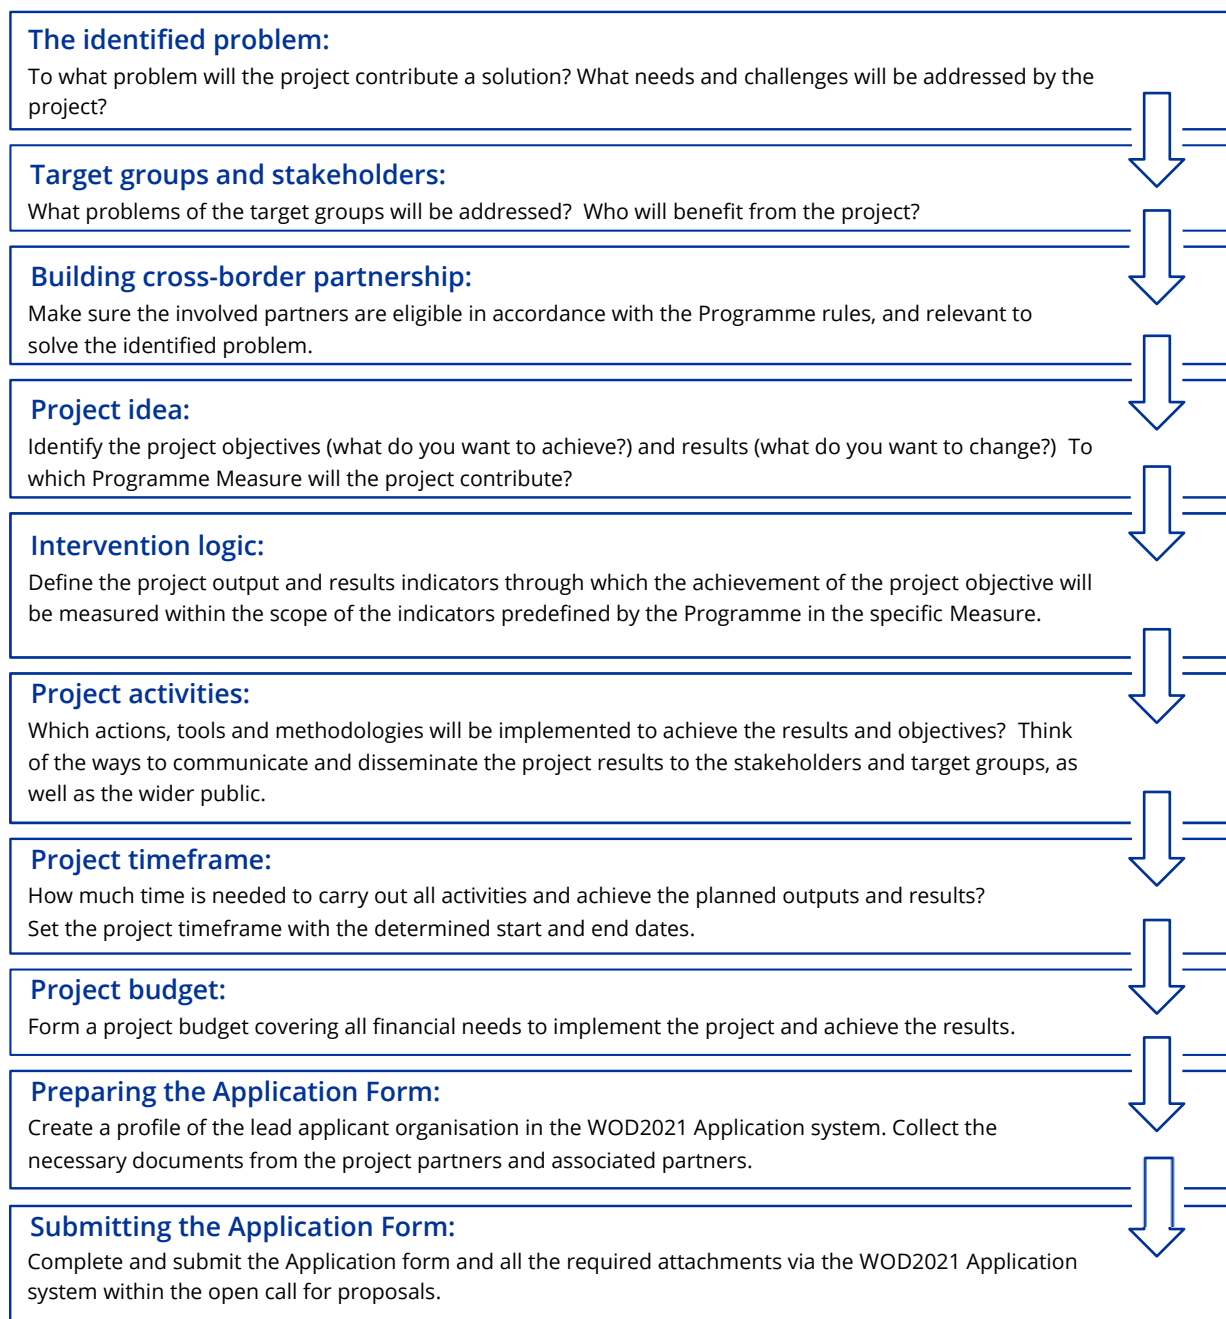 The identified problem:
To what problem will the project contribute a solution? What needs and challenges will be addressed by the
project?
Target groups and stakeholders:
What problems of the target groups will be addressed?  Who will benefit from the project?
Building cross-border partnership:
Make sure the involved partners are eligible in accordance with the Programme rules, and relevant to
solve the identified problem.
Project idea:
Identify the project objectives (what do you want to achieve?) and results (what do you want to change?)  To
which Programme Measure will the project contribute?
Intervention logic:
Define the project output and results indicators through which the achievement of the project objective will
be measured within the scope of the indicators predefined by the Programme in the specific Measure.
Project activities:
Which actions, tools and methodologies will be implemented to achieve the results and objectives?  Think
of the ways to communicate and disseminate the project results to the stakeholders and target groups, as
well as the wider public.
Project timeframe:
How much time is needed to carry out all activities and achieve the planned outputs and results?
Set the project timeframe with the determined start and end dates.
Project budget:
Form a project budget covering all financial needs to implement the project and achieve the results.
Preparing the Application Form:
Create a profile of the lead applicant organisation in the WOD2021 Application system. Collect the
necessary documents from the project partners and associated partners.
Submitting the Application Form:
Complete and submit the Application form and all the required attachments via the WOD2021 Application
system within the open call for proposals.